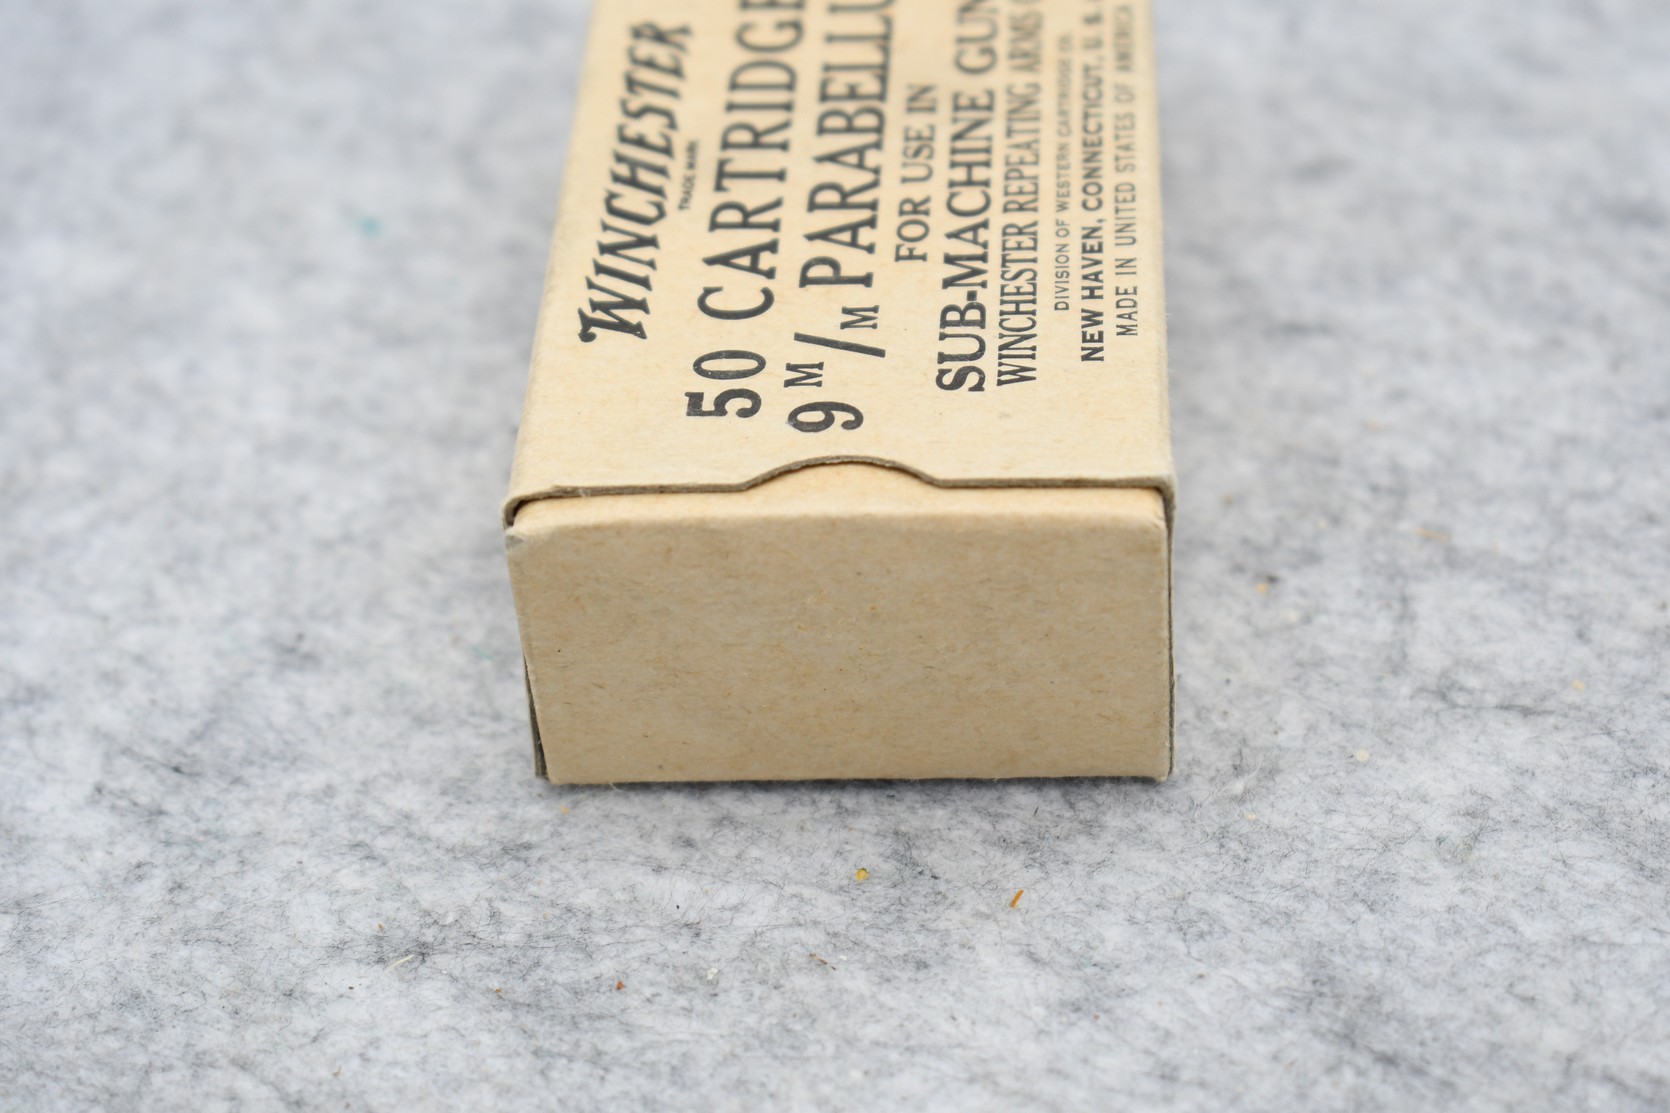 WINCHESTER
TRADE MARK
50 CARTRIDGE
9 M/M PARABELLU
FOR USE IN
SUB-MACHINE GUN
WINCHESTER REPEATING ARMS
DIVISION OF WESTERN CARTRIDGE CO.
NEW HAVEN, CONNECTICUT, U. S.
MADE IN UNITED STATES OF AMERICA